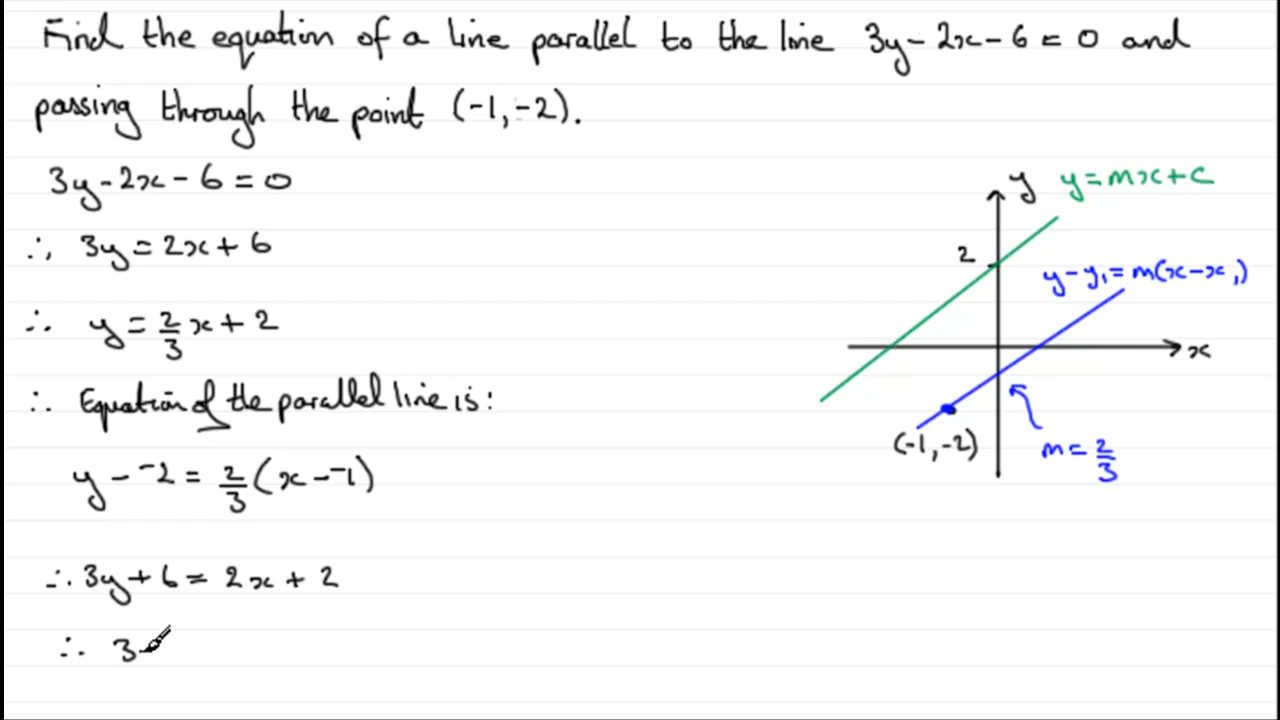 Find the equation of a line parallel to the line 3y - 2x - 6 = 0 and
passing through the point (-1, -2).
3y - 2x - 6 = 0
∴ 3y = 2x + 6
∴ y = 2/3 x + 2
∴ Equation of the parallel line is:
y - ⁻2 = 2/3 (x - ⁻1)
∴ 3y + 6 = 2x + 2
∴ 3
y
y = mx + c
2
y - y₁ = m(x - x₁)
x
(-1, -2)
m = 2/3